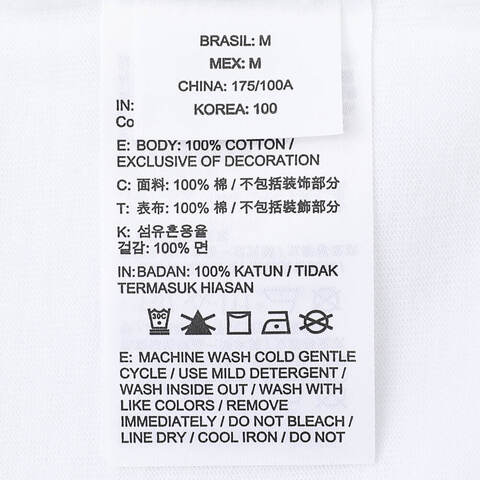 BRASIL: M
MEX: M
CHINA: 175/100A
KOREA: 100
IN:
Co
E: BODY: 100% COTTON /
EXCLUSIVE OF DECORATION
C: 面料: 100% 棉 / 不包括装饰部分
T: 表布: 100% 棉 / 不包括裝飾部分
K: 섬유혼용율
겉감: 100% 면
IN: BADAN: 100% KATUN / TIDAK
TERMASUK HIASAN
30C
E: MACHINE WASH COLD GENTLE
CYCLE / USE MILD DETERGENT /
WASH INSIDE OUT / WASH WITH
LIKE COLORS / REMOVE
IMMEDIATELY / DO NOT BLEACH /
LINE DRY / COOL IRON / DO NOT